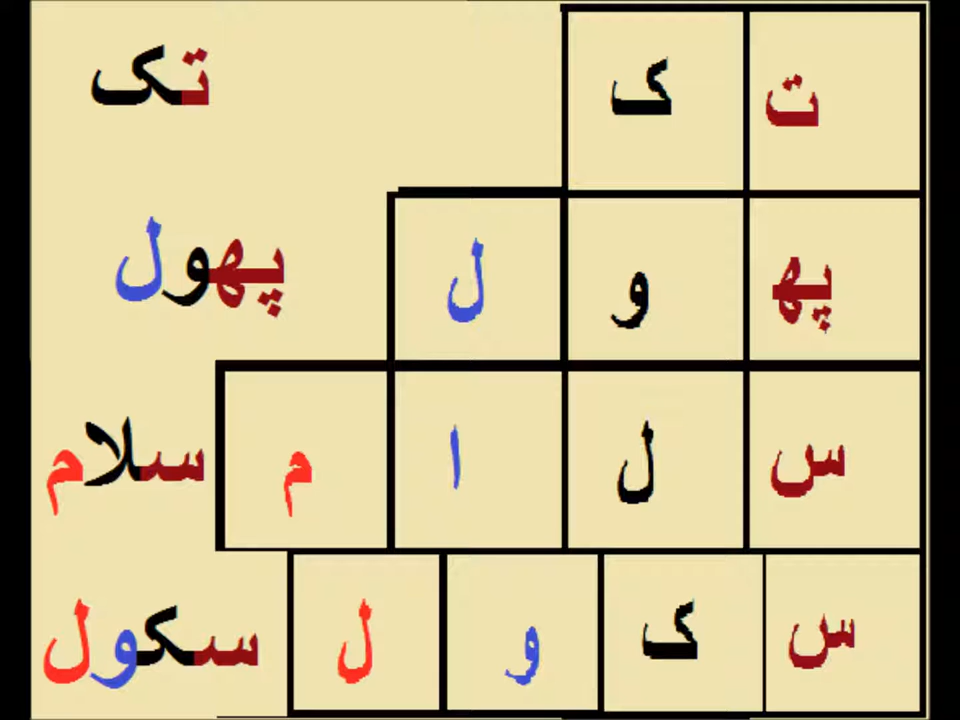 ت ک تک
پھ و ل پھول
س ل ا م سلام
س ک و ل سکول